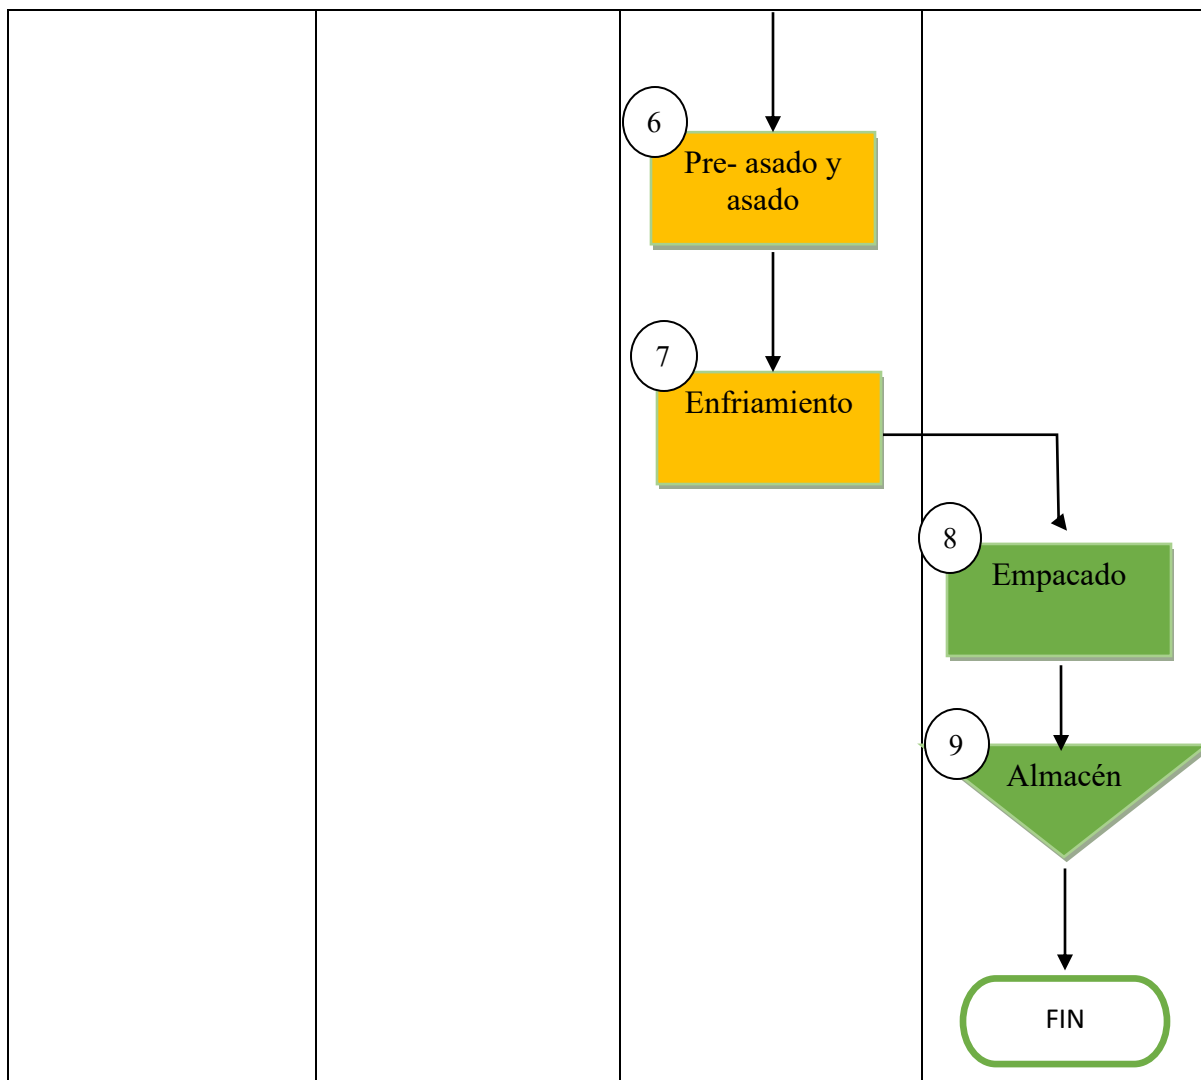 6
Pre- asado y
asado
7
Enfriamiento
8
Empacado
9
Almacén
FIN